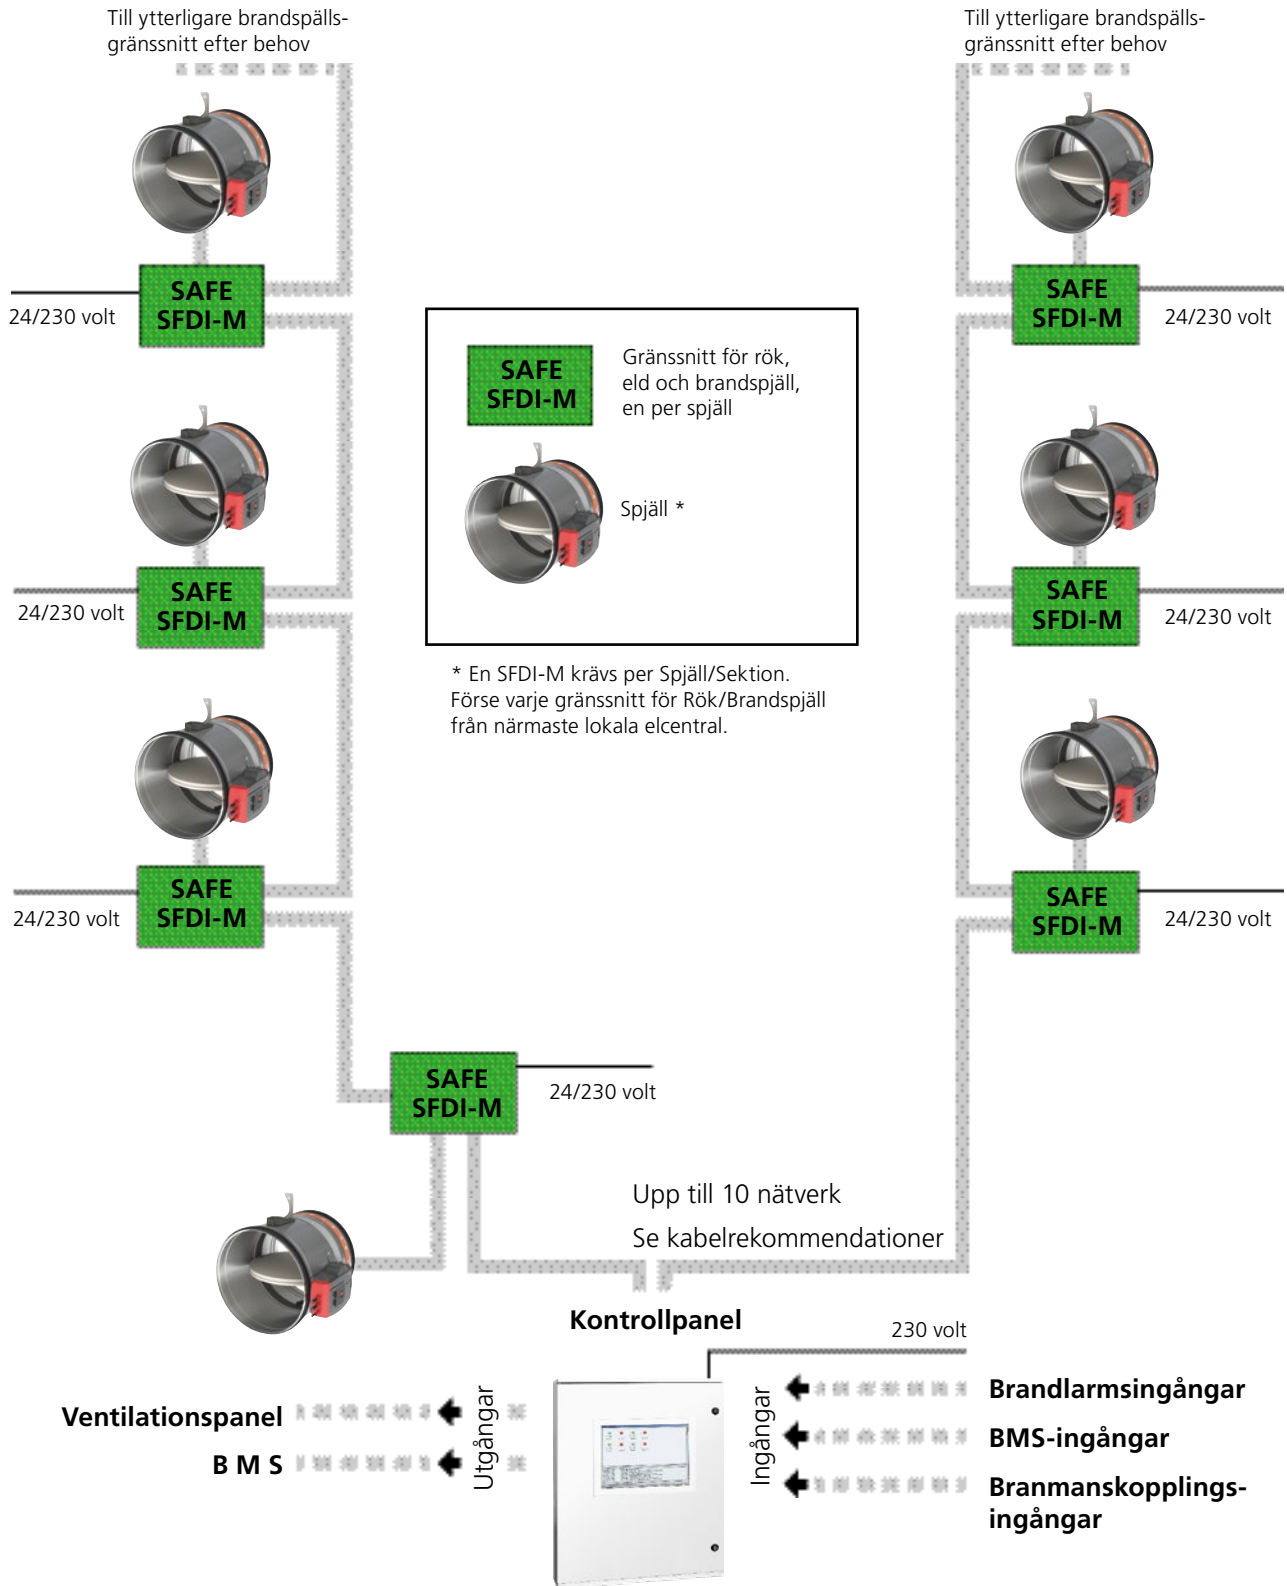 Till ytterligare brandspälls-
gränssnitt efter behov
Till ytterligare brandspälls-
gränssnitt efter behov
SAFE
SFDI-M
24/230 volt
SAFE
SFDI-M
24/230 volt
SAFE
SFDI-M
Gränssnitt för rök,
eld och brandspjäll,
en per spjäll
Spjäll *
SAFE
SFDI-M
24/230 volt
SAFE
SFDI-M
24/230 volt
* En SFDI-M krävs per Spjäll/Sektion.
Förse varje gränssnitt för Rök/Brandspjäll
från närmaste lokala elcentral.
SAFE
SFDI-M
24/230 volt
SAFE
SFDI-M
24/230 volt
SAFE
SFDI-M
24/230 volt
Upp till 10 nätverk
Se kabelrekommendationer
Kontrollpanel
230 volt
Ventilationspanel
B M S
Utgångar
Ingångar
Brandlarmsingångar
BMS-ingångar
Branmanskopplings-
ingångar